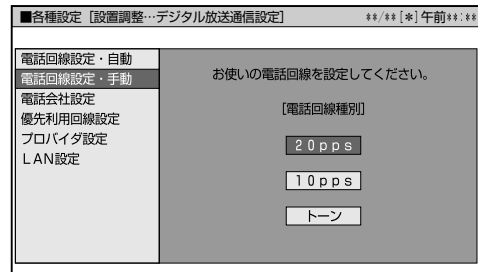 ■各種設定［設置調整…デジタル放送通信設定］ **/**[*]午前**:**
電話回線設定・自動
電話回線設定・手動
電話会社設定
優先利用回線設定
プロバイダ設定
ＬＡＮ設定
お使いの電話回線を設定してください。
［電話回線種別］
２０ｐｐｓ
１０ｐｐｓ
トーン